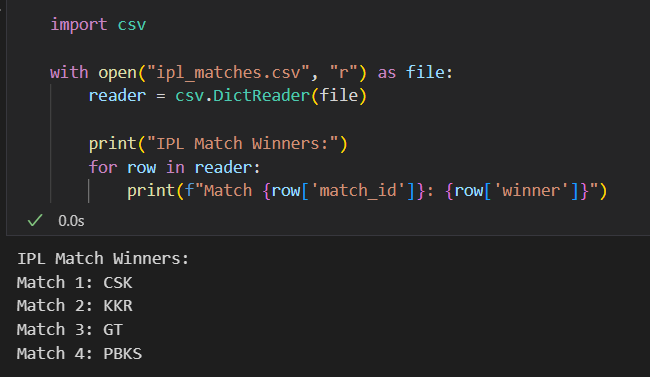 import csv
with open("ipl_matches.csv", "r") as file:
    reader = csv.DictReader(file)
    print("IPL Match Winners:")
    for row in reader:
        print(f"Match {row['match_id']}: {row['winner']}")
0.0s
IPL Match Winners:
Match 1: CSK
Match 2: KKR
Match 3: GT
Match 4: PBKS